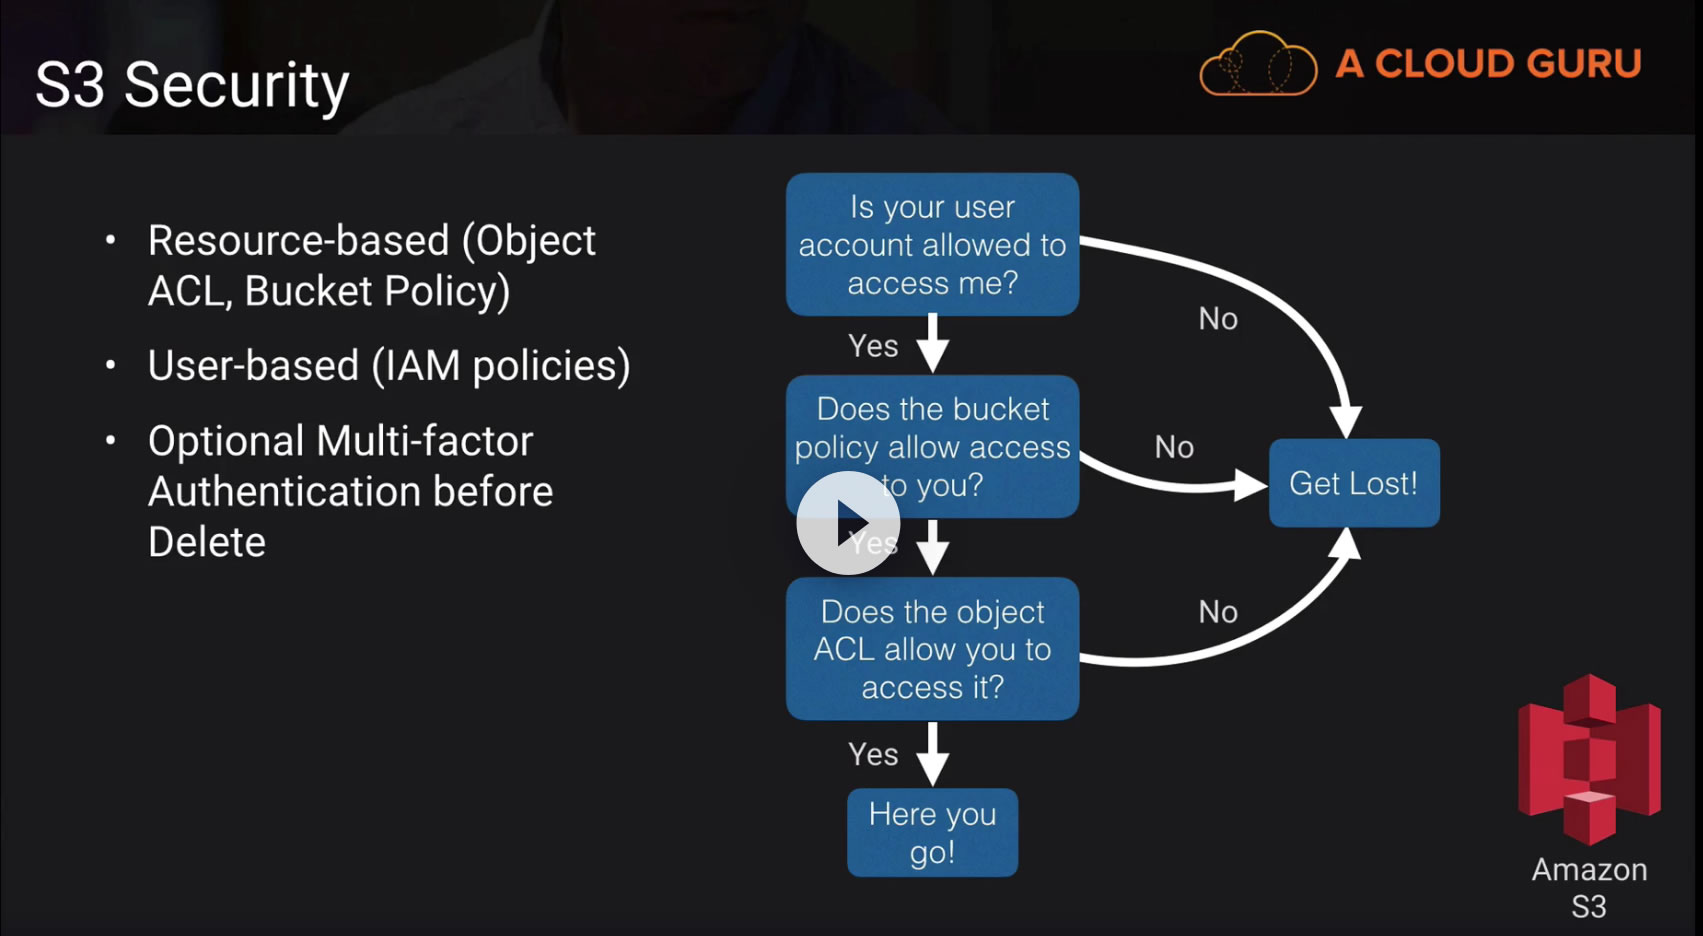 S3 Security
A CLOUD GURU
• Resource-based (Object
ACL, Bucket Policy)
• User-based (IAM policies)
• Optional Multi-factor
Authentication before
Delete
Is your user
account allowed to
access me?
No
Yes
Does the bucket
policy allow access
to you?
No
Get Lost!
Yes
Does the object
ACL allow you to
access it?
No
Yes
Here you
go!
Amazon
S3